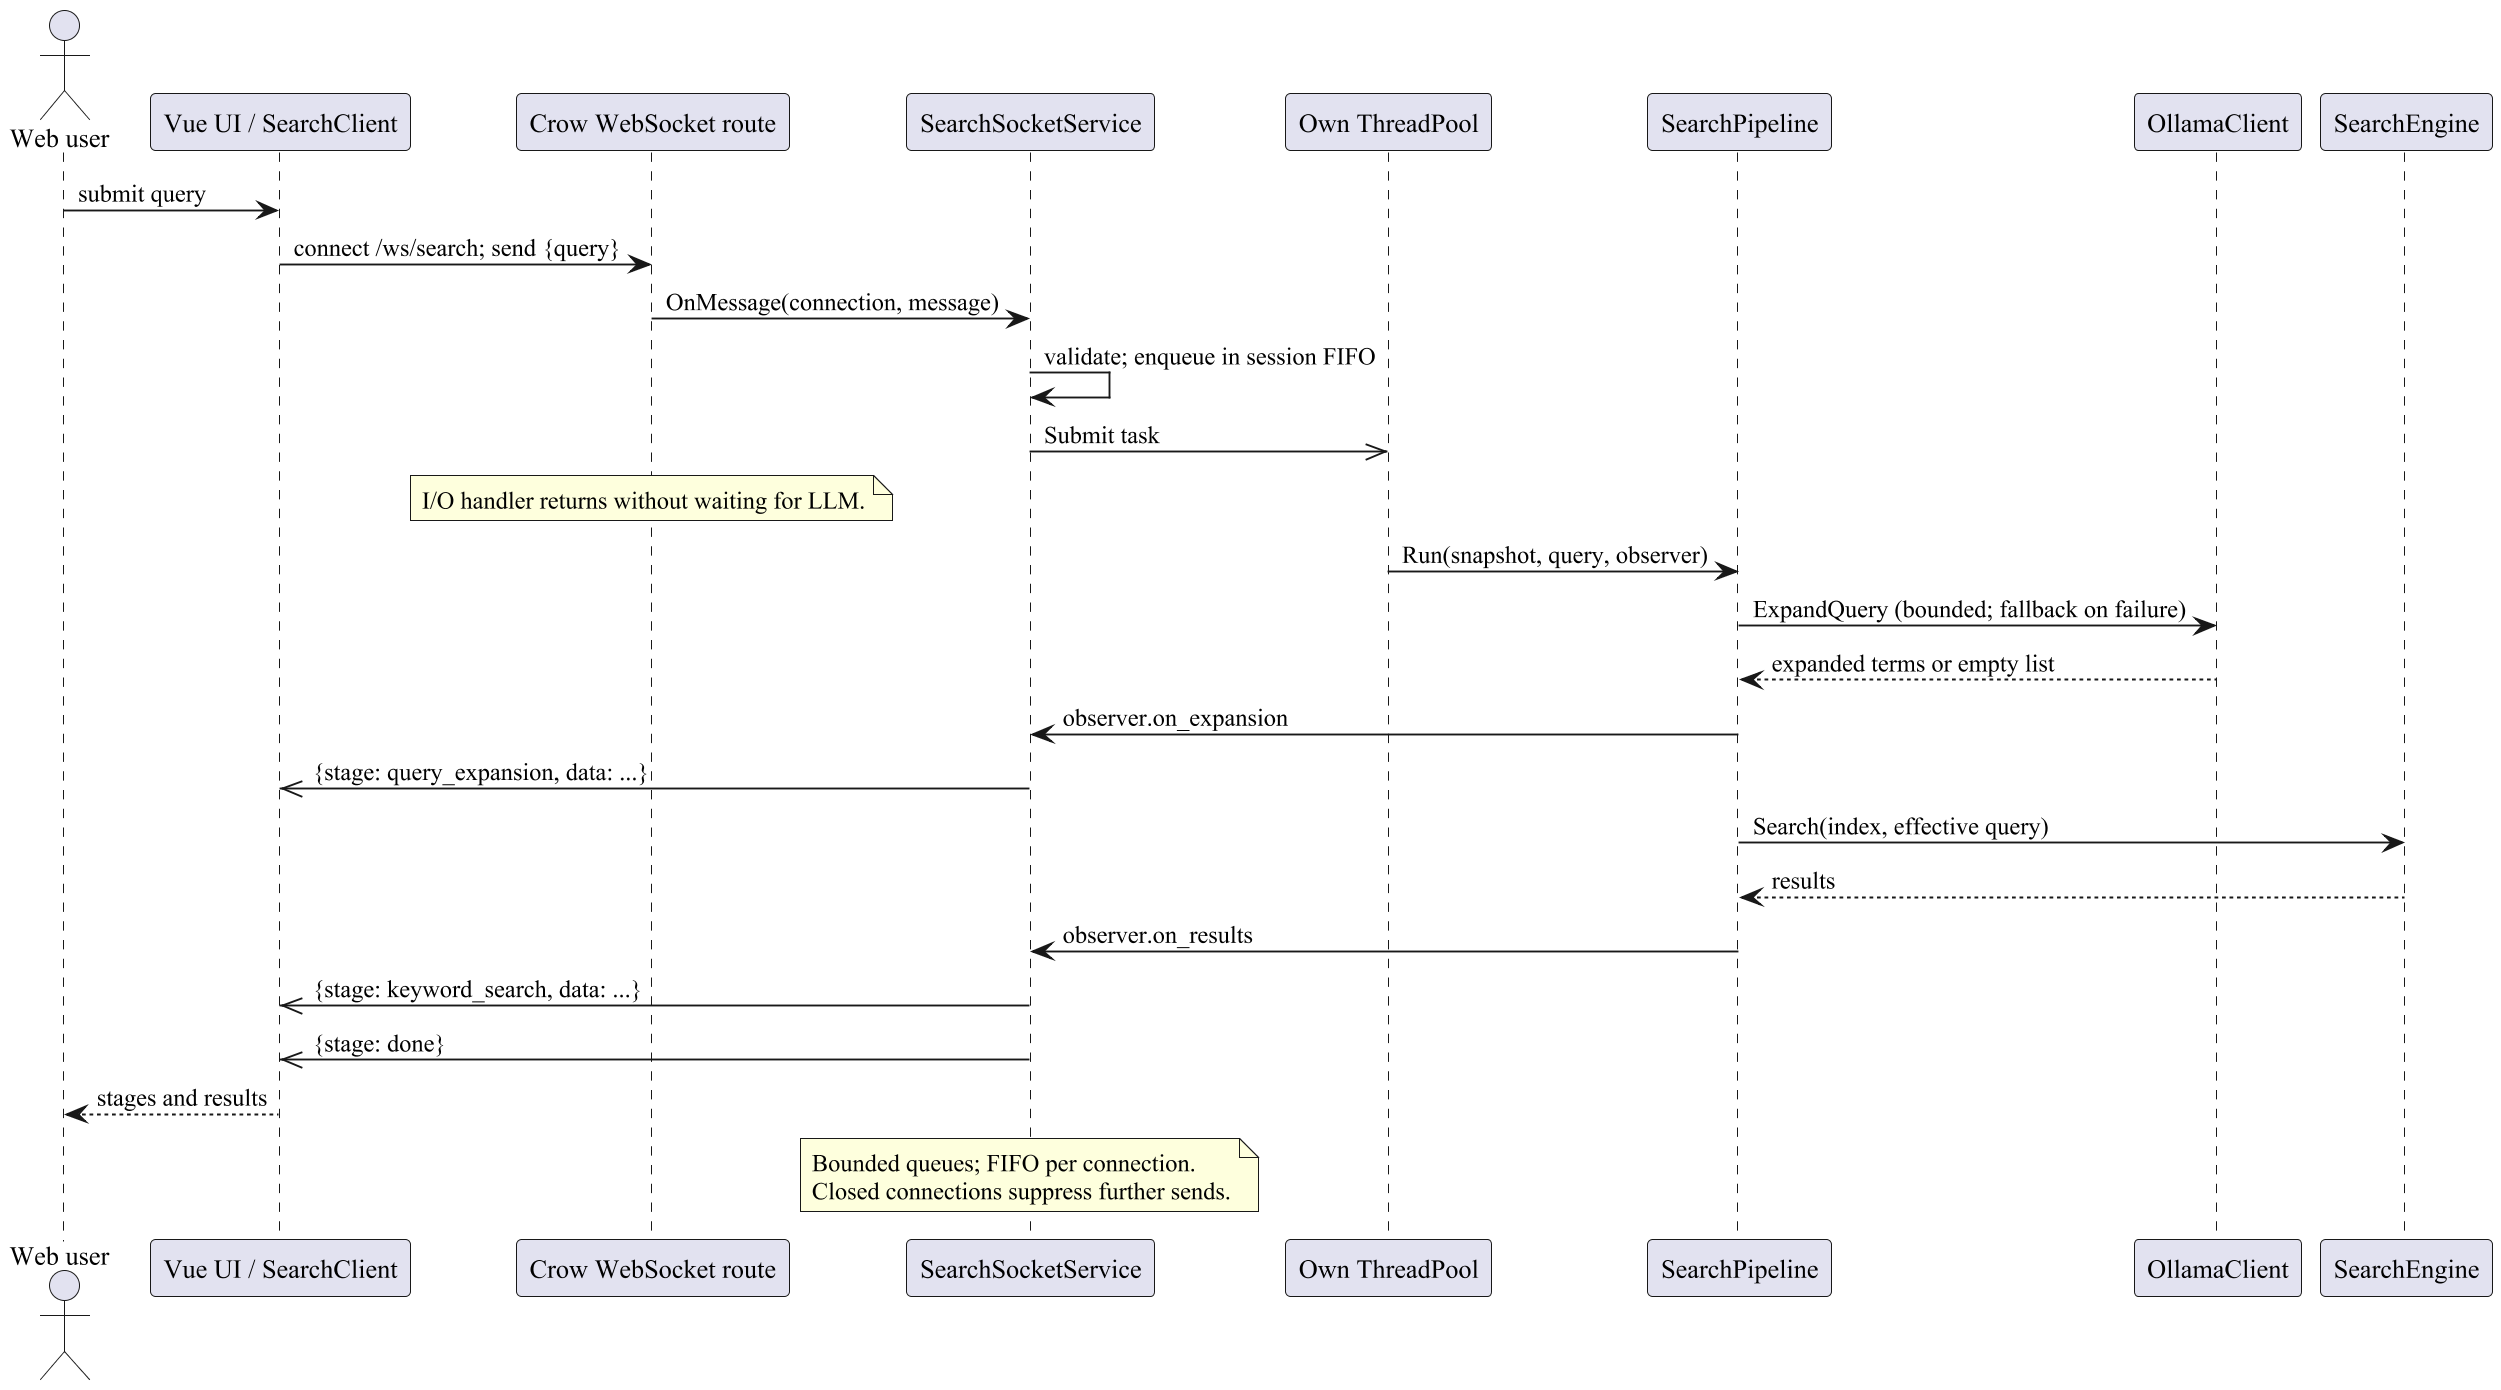 Web user
Vue UI / SearchClient
Crow WebSocket route
SearchSocketService
Own ThreadPool
SearchPipeline
OllamaClient
SearchEngine
submit query
connect /ws/search; send {query}
OnMessage(connection, message)
validate; enqueue in session FIFO
Submit task
I/O handler returns without waiting for LLM.
Run(snapshot, query, observer)
ExpandQuery (bounded; fallback on failure)
expanded terms or empty list
observer.on_expansion
{stage: query_expansion, data: ...}
Search(index, effective query)
results
observer.on_results
{stage: keyword_search, data: ...}
{stage: done}
stages and results
Bounded queues; FIFO per connection.
Closed connections suppress further sends.
Web user
Vue UI / SearchClient
Crow WebSocket route
SearchSocketService
Own ThreadPool
SearchPipeline
OllamaClient
SearchEngine